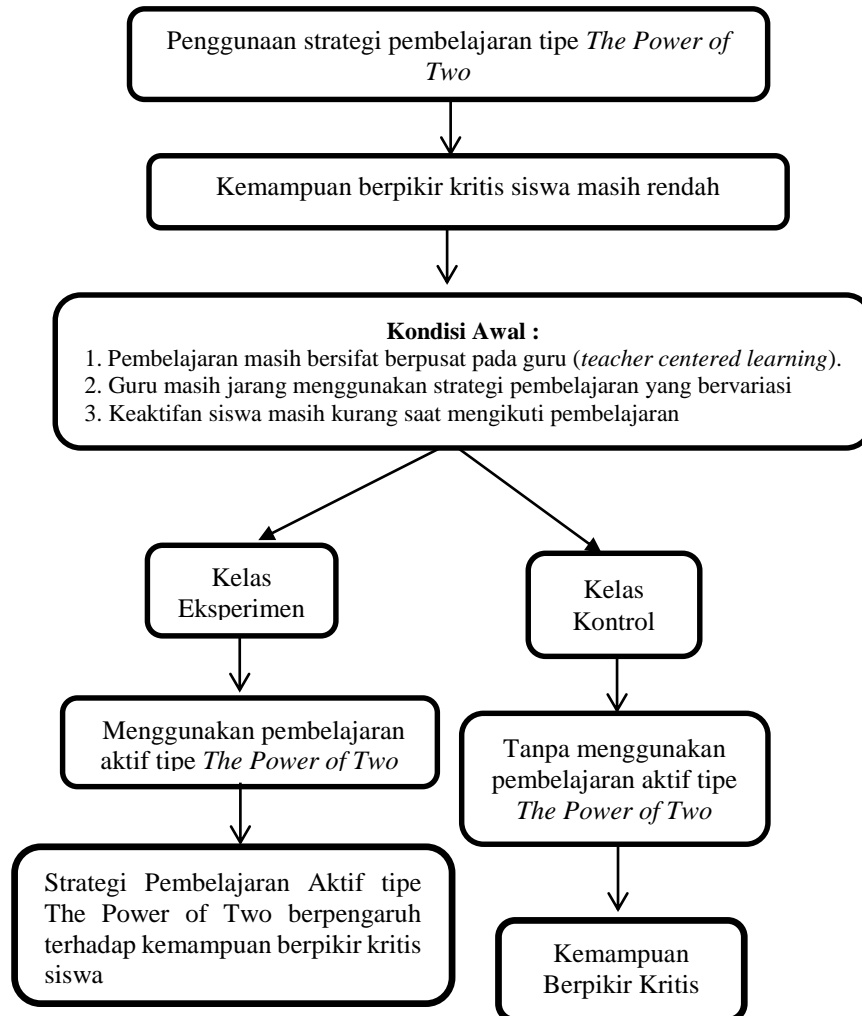 Penggunaan strategi pembelajaran tipe The Power of
Two
Kemampuan berpikir kritis siswa masih rendah
Kondisi Awal :
1. Pembelajaran masih bersifat berpusat pada guru (teacher centered learning).
2. Guru masih jarang menggunakan strategi pembelajaran yang bervariasi
3. Keaktifan siswa masih kurang saat mengikuti pembelajaran
Kelas
Eksperimen
Kelas
Kontrol
Menggunakan pembelajaran
aktif tipe The Power of Two
Tanpa menggunakan
pembelajaran aktif tipe
The Power of Two
Strategi Pembelajaran Aktif tipe
The Power of Two berpengaruh
terhadap kemampuan berpikir kritis
siswa
Kemampuan
Berpikir Kritis